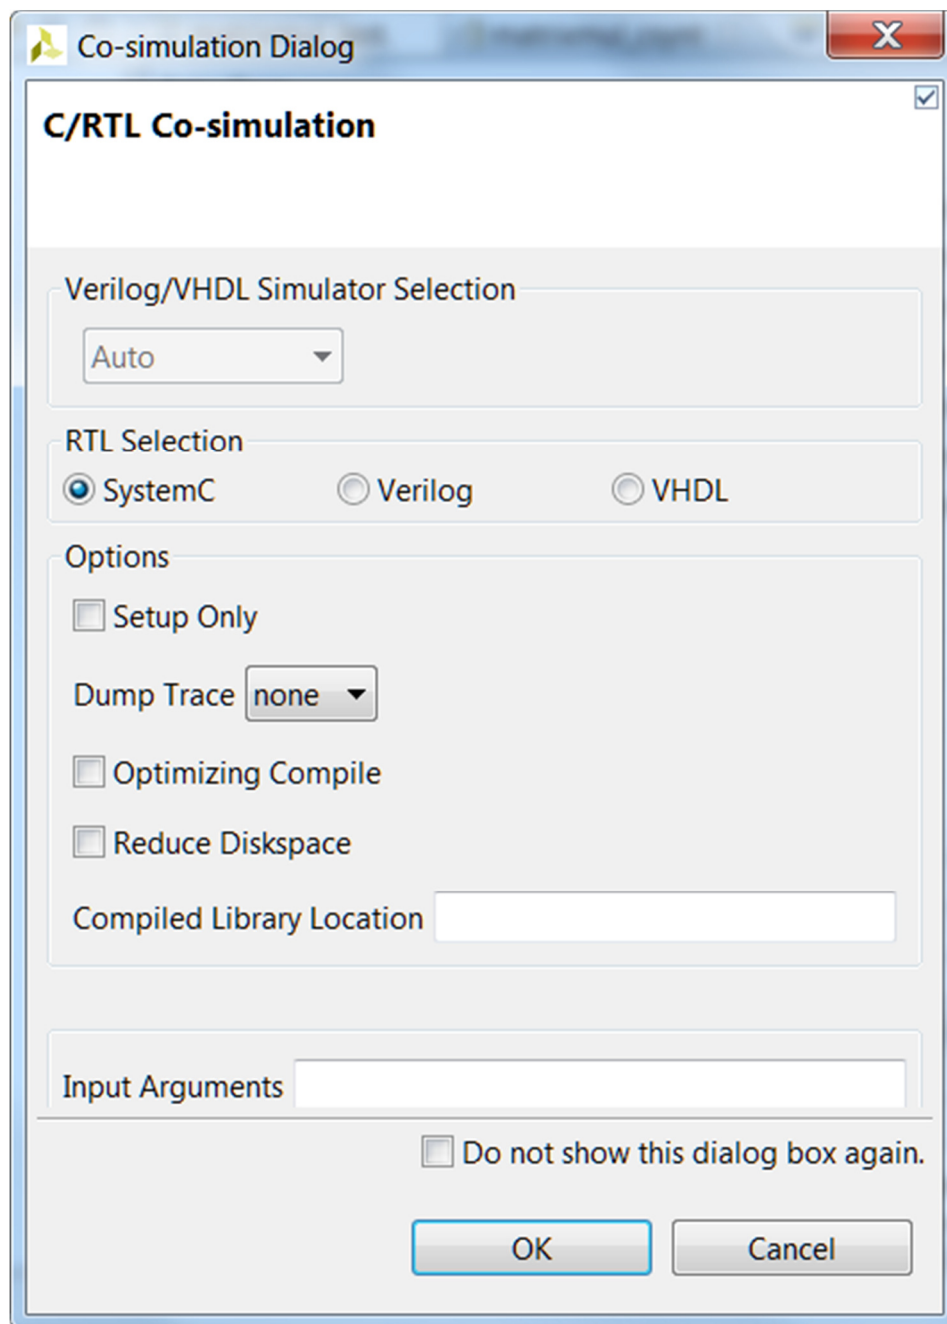 Co-simulation Dialog
C/RTL Co-simulation
Verilog/VHDL Simulator Selection
Auto
RTL Selection
SystemC Verilog VHDL
Options
Setup Only
Dump Trace none
Optimizing Compile
Reduce Diskspace
Compiled Library Location
Input Arguments
Do not show this dialog box again.
OK Cancel